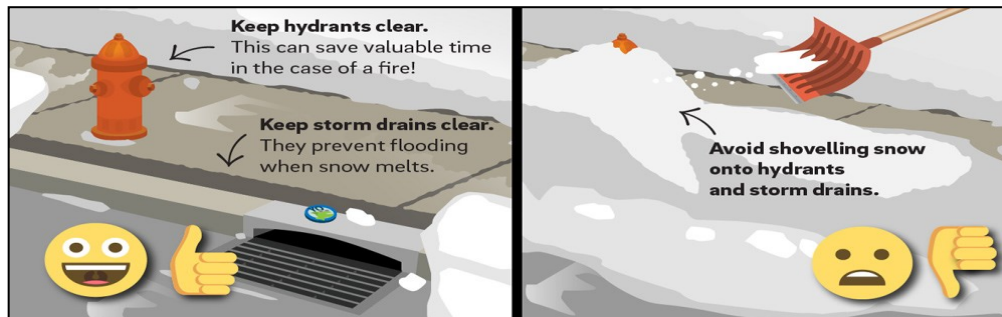 Keep hydrants clear.
This can save valuable time
in the case of a fire!
Keep storm drains clear.
They prevent flooding
when snow melts.
Avoid shovelling snow
onto hydrants
and storm drains.